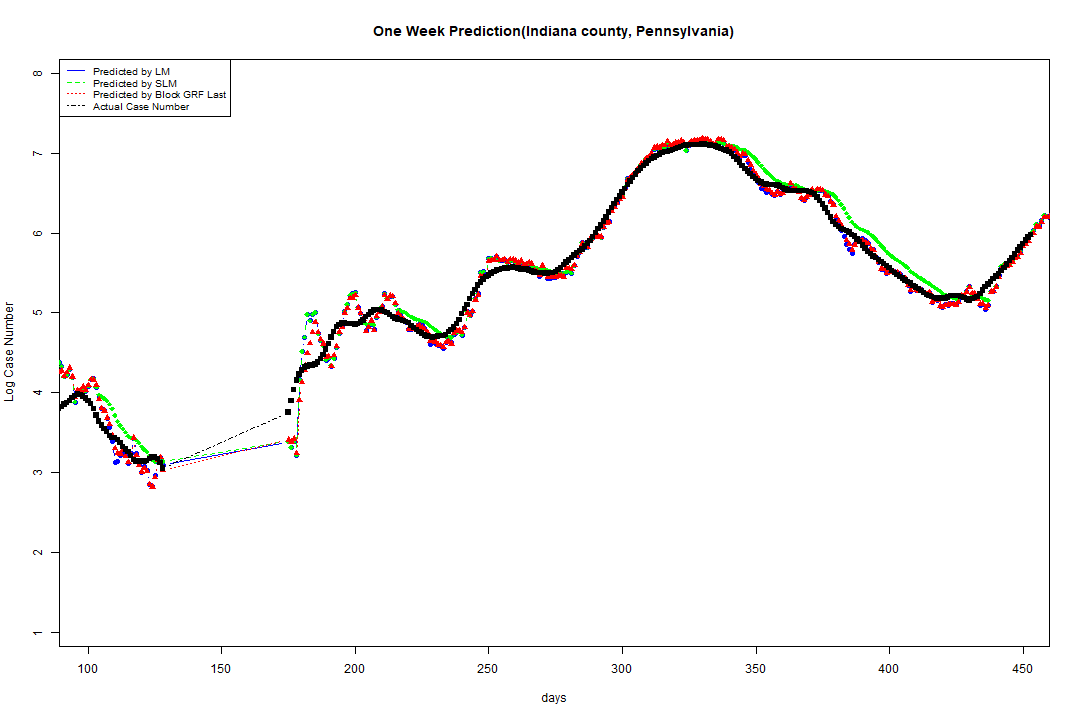 One Week Prediction(Indiana county, Pennsylvania)
Predicted by LM
Predicted by SLM
Predicted by Block GRF Last
Actual Case Number
8
7
6
5
4
3
2
1
Log Case Number
100 150 200 250 300 350 400 450
days